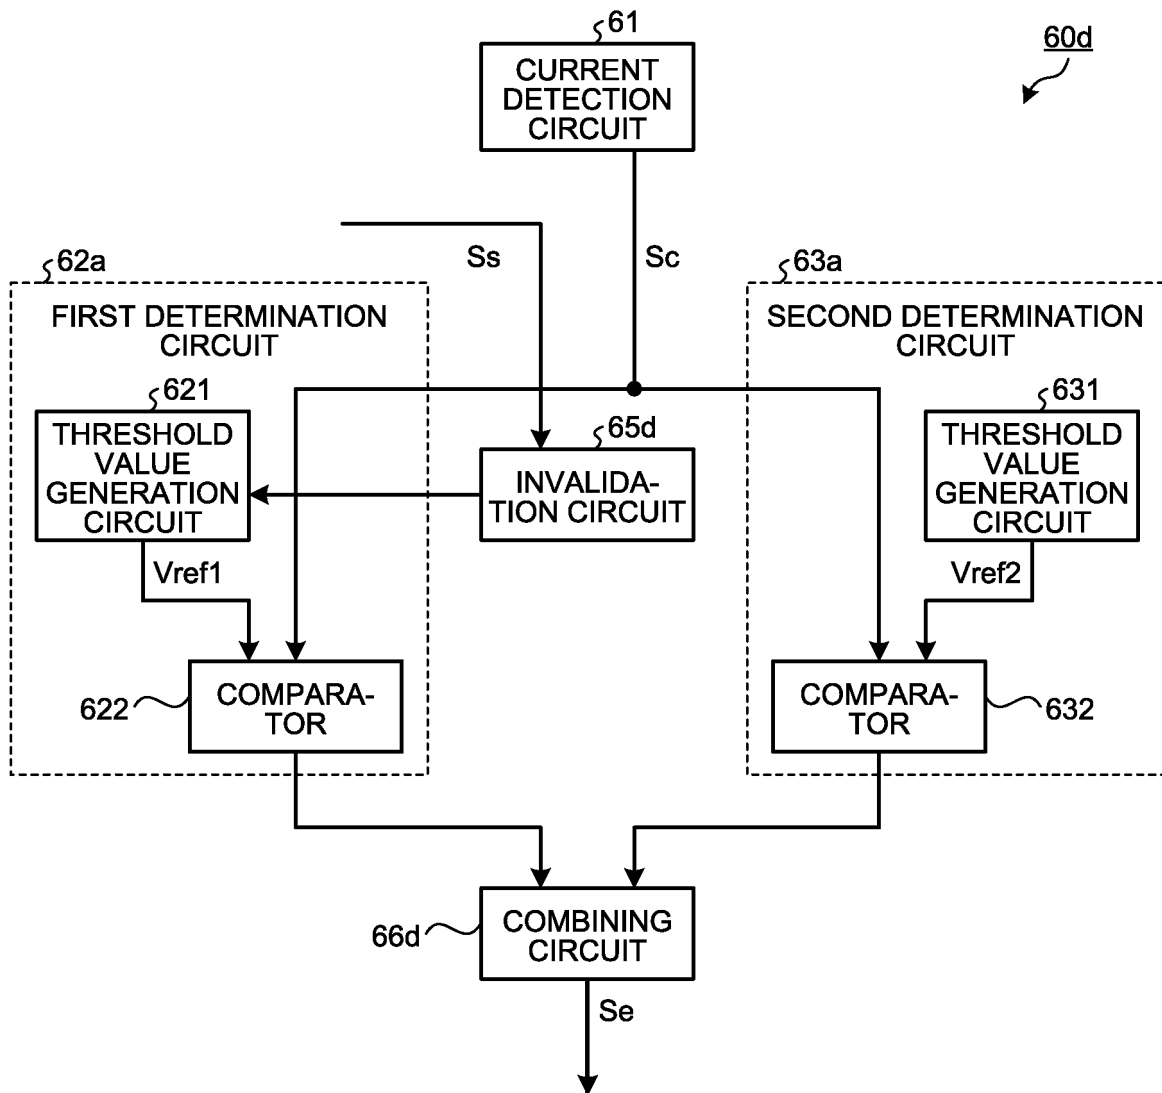 61
60d
CURRENT
DETECTION
CIRCUIT
Ss
Sc
62a
63a
FIRST DETERMINATION
CIRCUIT
SECOND DETERMINATION
CIRCUIT
621
THRESHOLD
VALUE
GENERATION
CIRCUIT
65d
INVALIDA-
TION CIRCUIT
631
THRESHOLD
VALUE
GENERATION
CIRCUIT
Vref1
Vref2
622
COMPARA-
TOR
COMPARA-
TOR
632
66d
COMBINING
CIRCUIT
Se